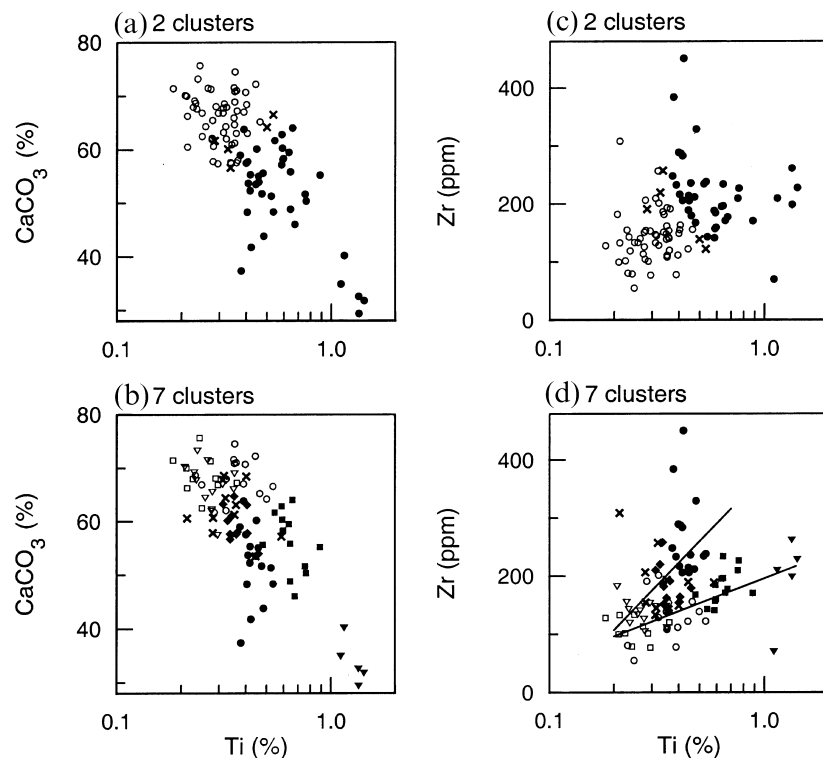 (a) 2 clusters
80
60
40
CaCO3 (%)
0.1 1.0
(c) 2 clusters
400
200
0
Zr (ppm)
0.1 1.0
(b) 7 clusters
80
60
40
CaCO3 (%)
0.1 1.0
Ti (%)
(d) 7 clusters
400
200
0
Zr (ppm)
0.1 1.0
Ti (%)